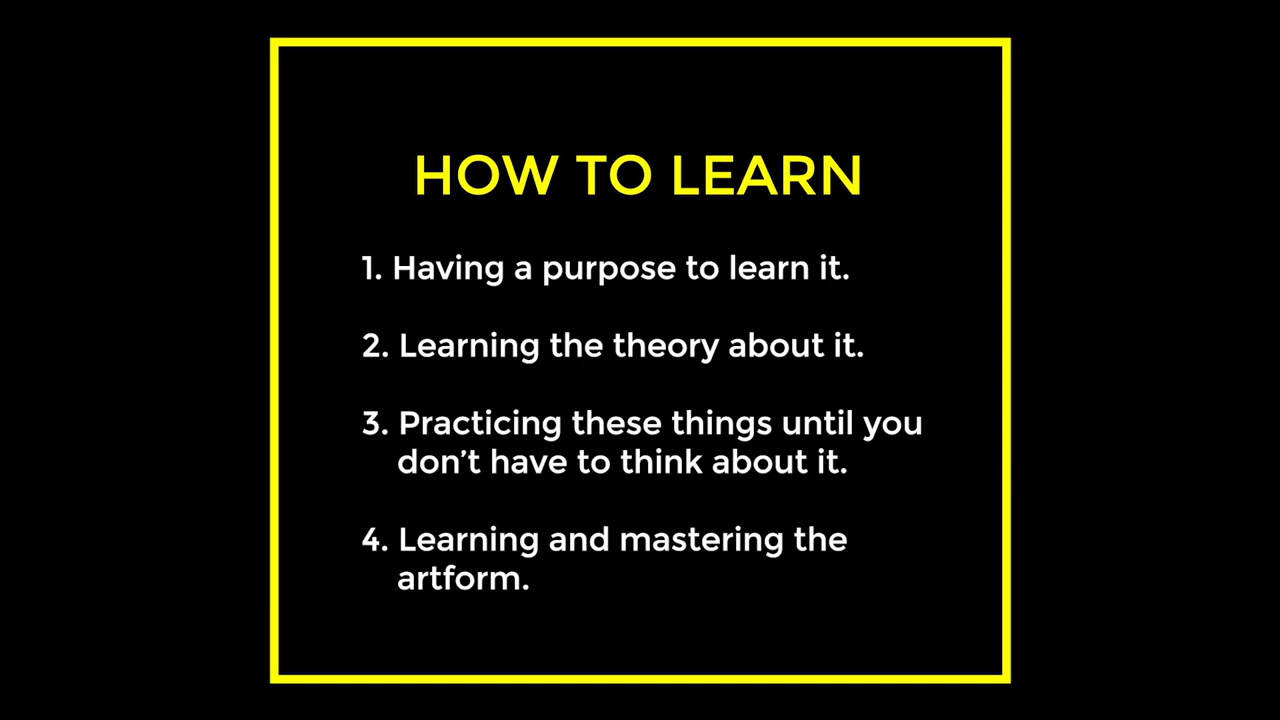 HOW TO LEARN
1. Having a purpose to learn it.
2. Learning the theory about it.
3. Practicing these things until you
don’t have to think about it.
4. Learning and mastering the
artform.